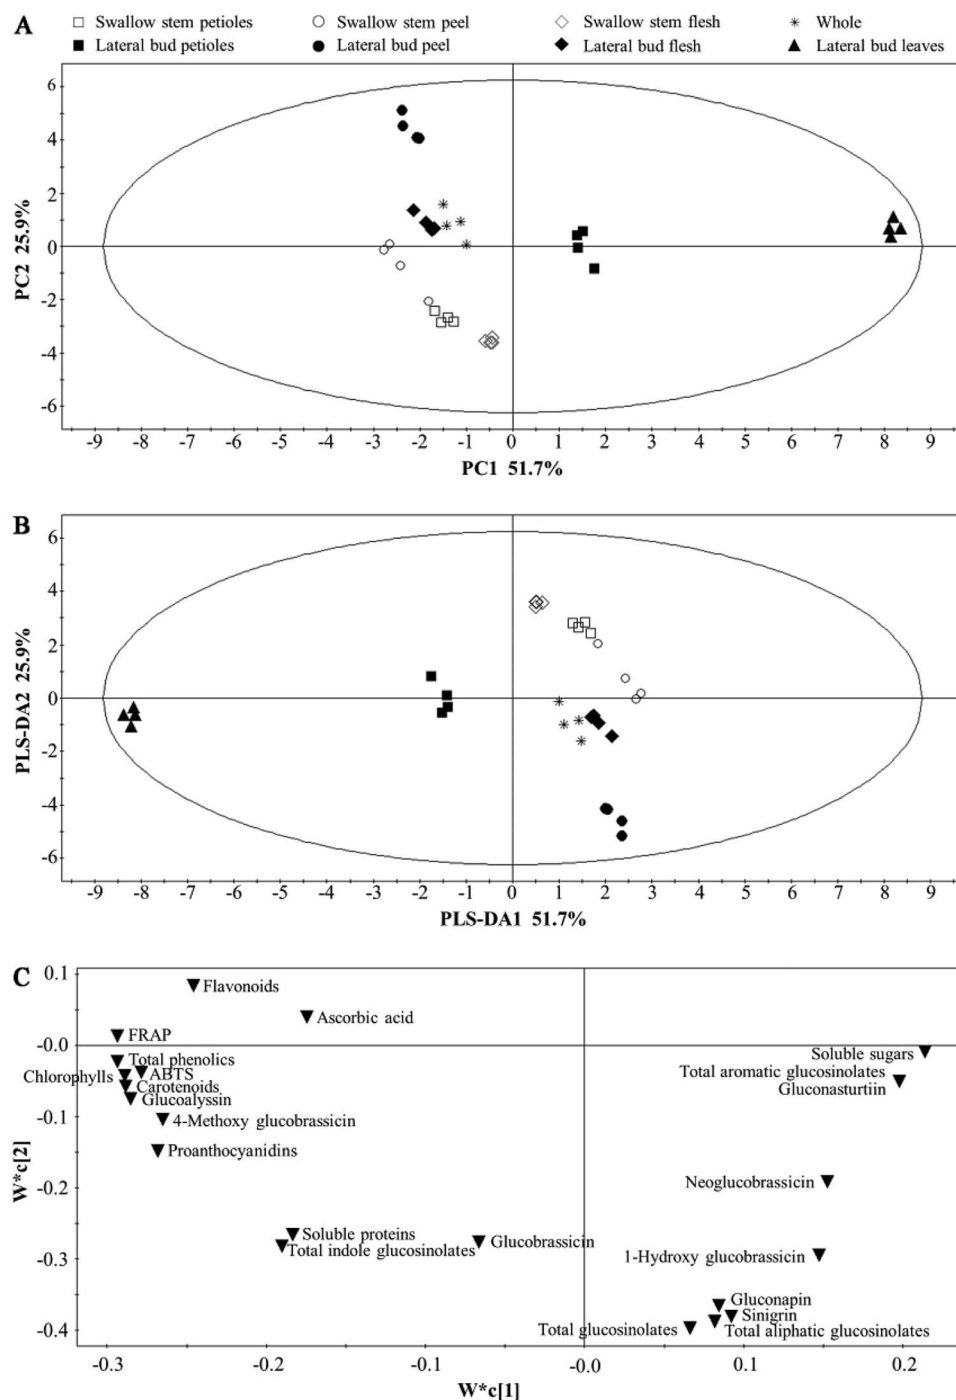 A
Swallow stem petioles Swallow stem peel Swallow stem flesh Whole
Lateral bud petioles Lateral bud peel Lateral bud flesh Lateral bud leaves
6
4
2
0
-2
-4
-6
PC2 25.9%
-9 -8 -7 -6 -5 -4 -3 -2 -1 0 1 2 3 4 5 6 7 8 9
PC1 51.7%
B
6
4
2
0
-2
-4
-6
PLS-DA2 25.9%
-9 -8 -7 -6 -5 -4 -3 -2 -1 0 1 2 3 4 5 6 7 8 9
PLS-DA1 51.7%
C
0.1
-0.0
-0.1
-0.2
-0.3
-0.4
W*c[2]
Flavonoids
Ascorbic acid
FRAP
Total phenolics
Chlorophylls
ABTS
Carotenoids
Glucoalyssin
4-Methoxy glucobrassicin
Proanthocyanidins
Soluble proteins
Total indole glucosinolates
Glucobrassicin
Soluble sugars
Total aromatic glucosinolates
Gluconasturtiin
Neoglucobrassicin
1-Hydroxy glucobrassicin
Gluconapin
Sinigrin
Total glucosinolates
Total aliphatic glucosinolates
-0.3 -0.2 -0.1 -0.0 0.1 0.2
W*c[1]